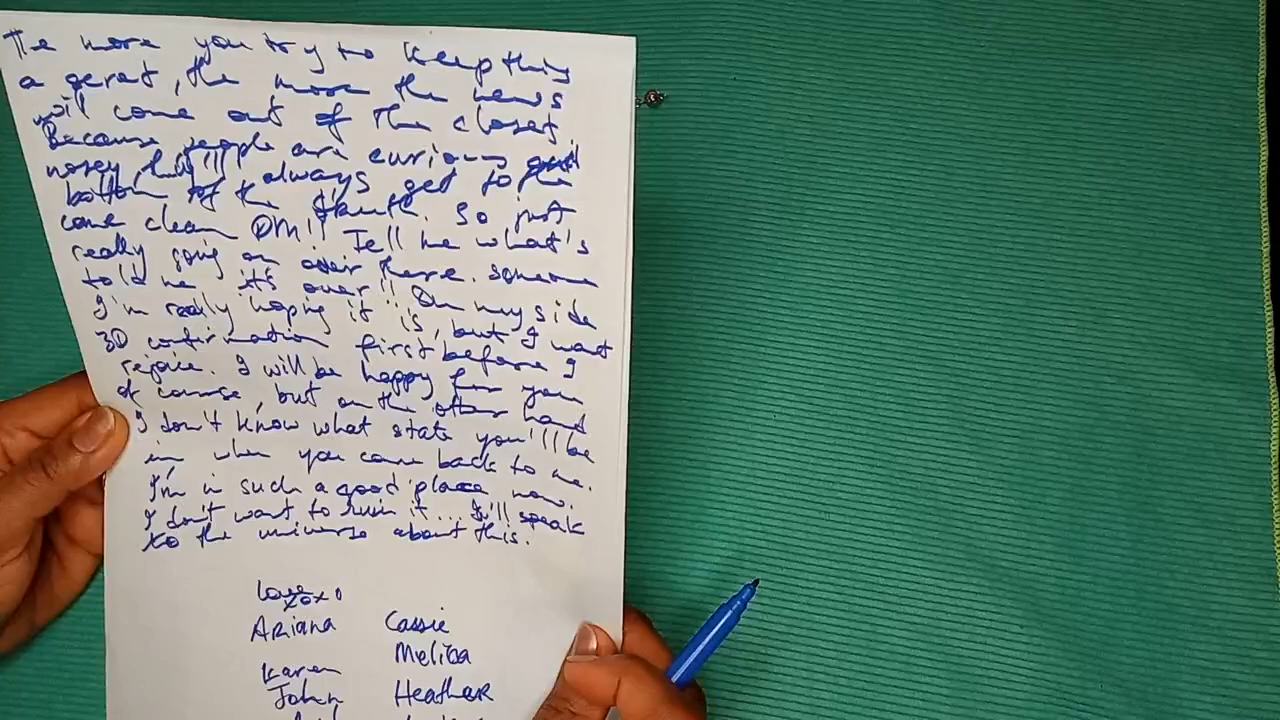 The more you try to keep this
a secret, the more the news
will come out of the closet.
Because people are curious and
nosey, they'll always get to the
bottom of the truth. So just
come clean DM!! Tell me what's
really going on over there. Someone
told me it's over!! On my side
I'm really hoping it is, but I want
3D confirmation first before I
rejoice. I will be happy for you
of course, but on the other hand
I don't know what state you'll be
in when you come back to me.
I'm in such a good place now.
I don't want to ruin it... I'll speak
to the universe about this.
Love
xoxo
Ariana Cassie
Melisa
Karen
John Heather